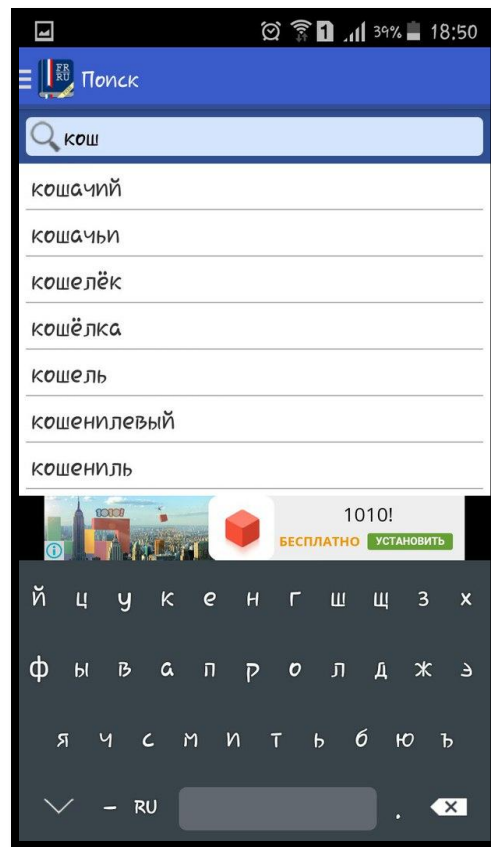 1 39% 18:50
FR
RU
Поиск
кош
кошачий
кошачьи
кошелёк
кошёлка
кошель
кошенилевый
кошениль
1010!
1010!
БЕСПЛАТНО УСТАНОВИТЬ
й ц у к е н г ш щ з х
ф ы в а п р о л д ж э
я ч с м и т ь б ю ъ
– RU .